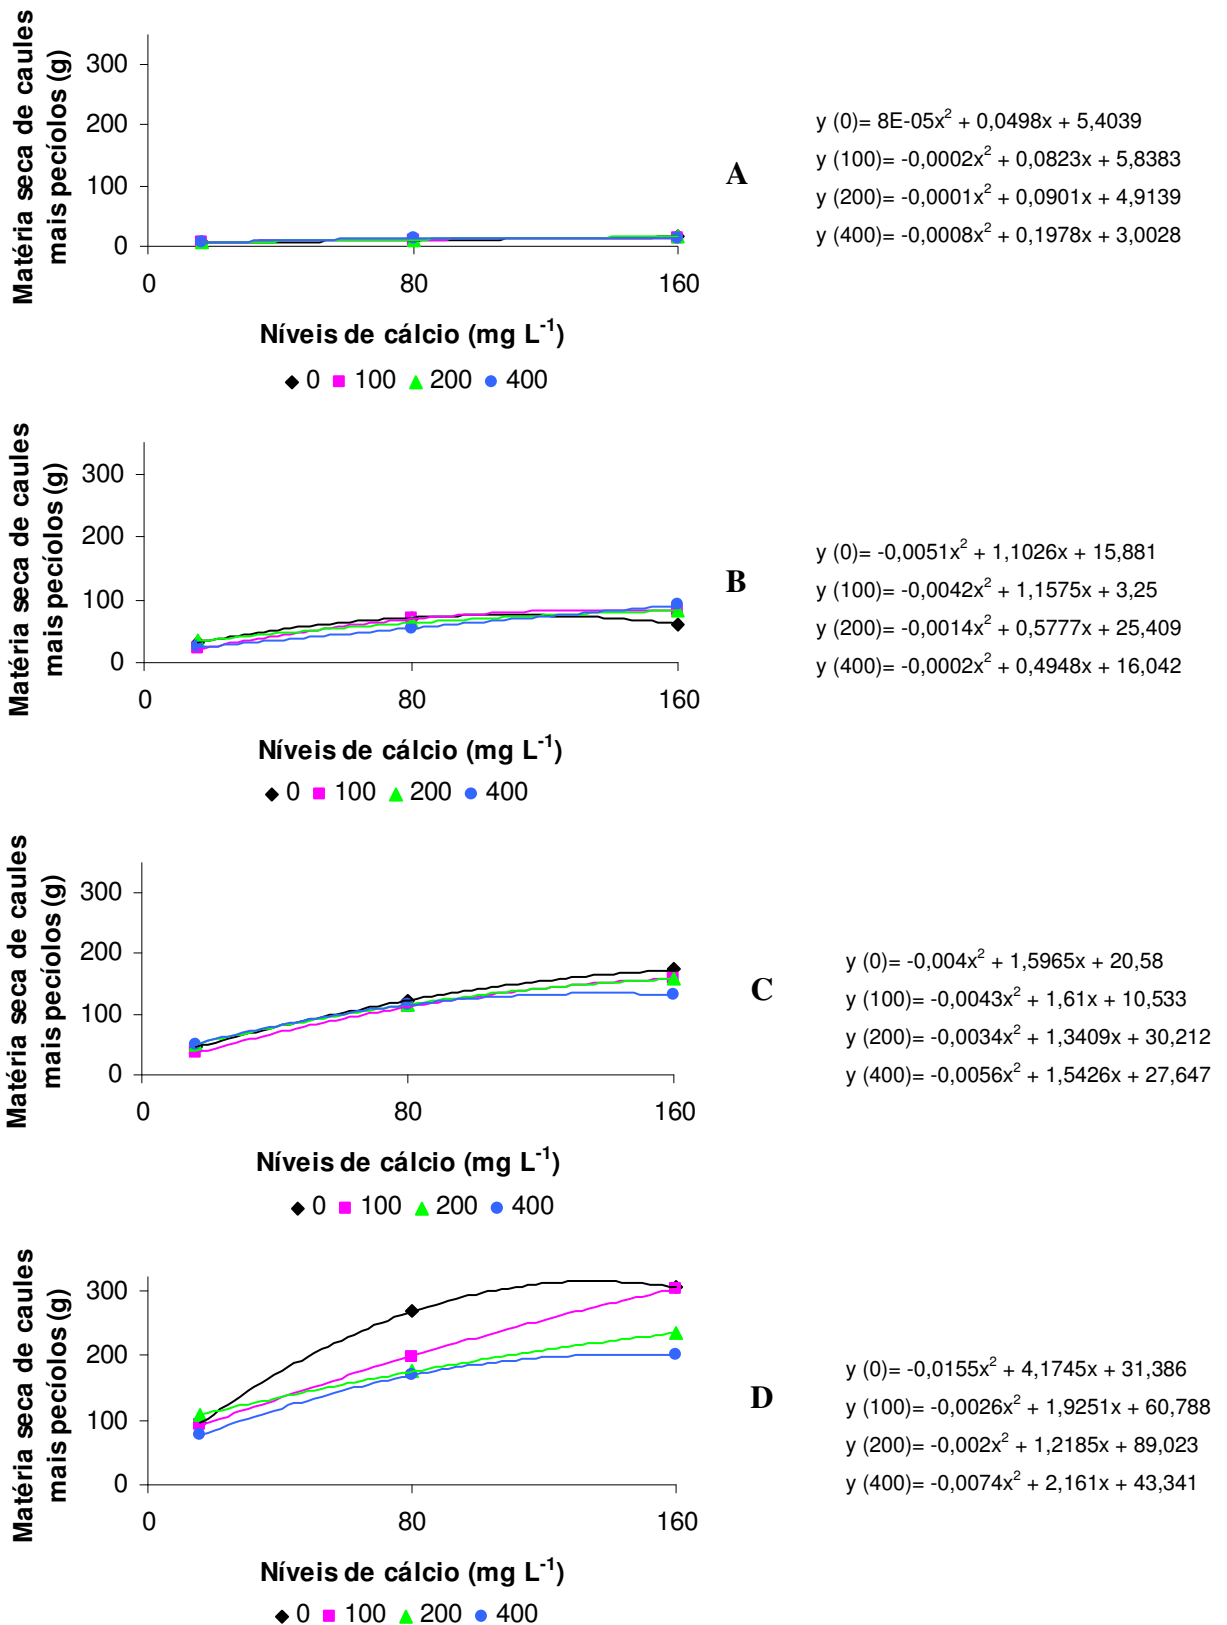 Matéria seca de caules
mais pecíolos (g)
300
200
100
0
0 80 160
Níveis de cálcio (mg L⁻¹)
0 100 200 400
A
y (0)= 8E-05x² + 0,0498x + 5,4039
y (100)= -0,0002x² + 0,0823x + 5,8383
y (200)= -0,0001x² + 0,0901x + 4,9139
y (400)= -0,0008x² + 0,1978x + 3,0028
Matéria seca de caules
mais pecíolos (g)
300
200
100
0
0 80 160
Níveis de cálcio (mg L⁻¹)
0 100 200 400
B
y (0)= -0,0051x² + 1,1026x + 15,881
y (100)= -0,0042x² + 1,1575x + 3,25
y (200)= -0,0014x² + 0,5777x + 25,409
y (400)= -0,0002x² + 0,4948x + 16,042
Matéria seca de caules
mais pecíolos (g)
300
200
100
0
0 80 160
Níveis de cálcio (mg L⁻¹)
0 100 200 400
C
y (0)= -0,004x² + 1,5965x + 20,58
y (100)= -0,0043x² + 1,61x + 10,533
y (200)= -0,0034x² + 1,3409x + 30,212
y (400)= -0,0056x² + 1,5426x + 27,647
Matéria seca de caules
mais pecíolos (g)
300
200
100
0
0 80 160
Níveis de cálcio (mg L⁻¹)
0 100 200 400
D
y (0)= -0,0155x² + 4,1745x + 31,386
y (100)= -0,0026x² + 1,9251x + 60,788
y (200)= -0,002x² + 1,2185x + 89,023
y (400)= -0,0074x² + 2,161x + 43,341